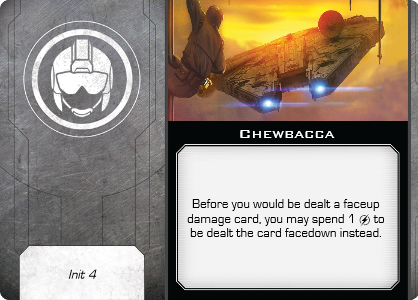 Chewbacca
Before you would be dealt a faceup
damage card, you may spend 1 to
be dealt the card facedown instead.
Init 4